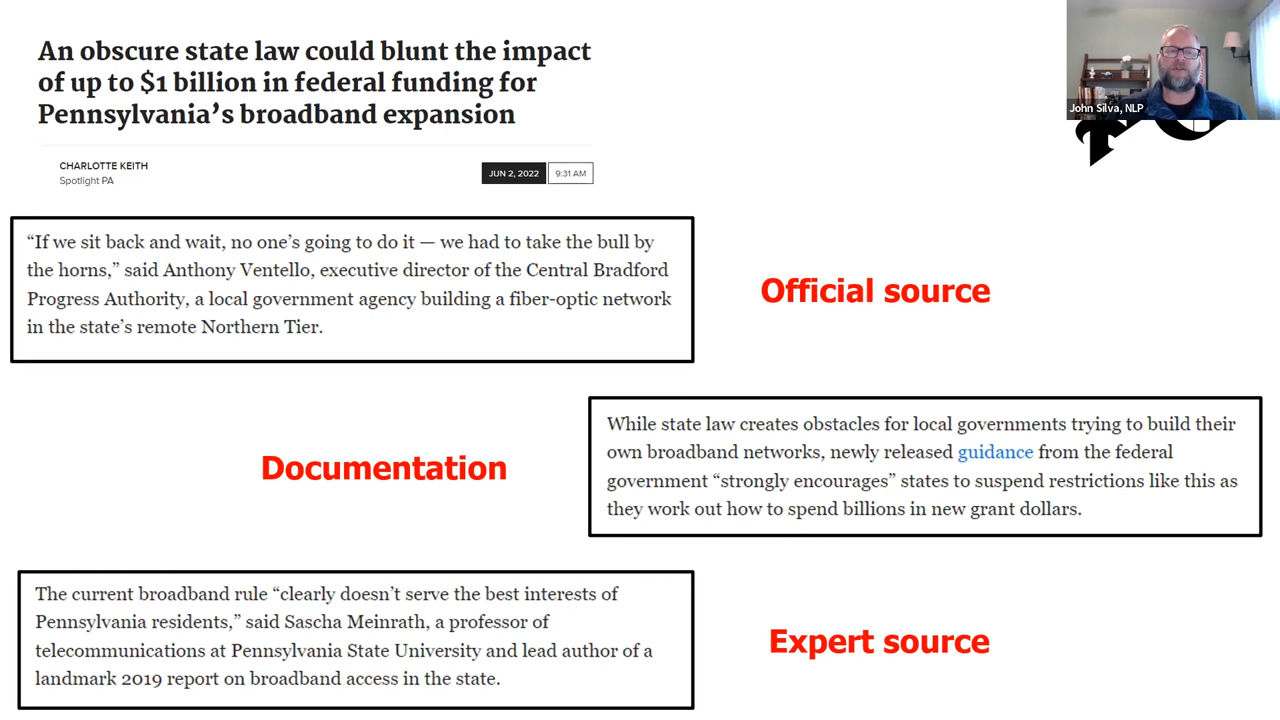 An obscure state law could blunt the impact
of up to $1 billion in federal funding for
Pennsylvania’s broadband expansion
John Silva, NLP
CHARLOTTE KEITH
Spotlight PA
JUN 2, 2022 9:31 AM
“If we sit back and wait, no one’s going to do it — we had to take the bull by
the horns,” said Anthony Ventello, executive director of the Central Bradford
Progress Authority, a local government agency building a fiber-optic network
in the state’s remote Northern Tier.
Official source
While state law creates obstacles for local governments trying to build their
own broadband networks, newly released guidance from the federal
government “strongly encourages” states to suspend restrictions like this as
they work out how to spend billions in new grant dollars.
Documentation
The current broadband rule “clearly doesn’t serve the best interests of
Pennsylvania residents,” said Sascha Meinrath, a professor of
telecommunications at Pennsylvania State University and lead author of a
landmark 2019 report on broadband access in the state.
Expert source